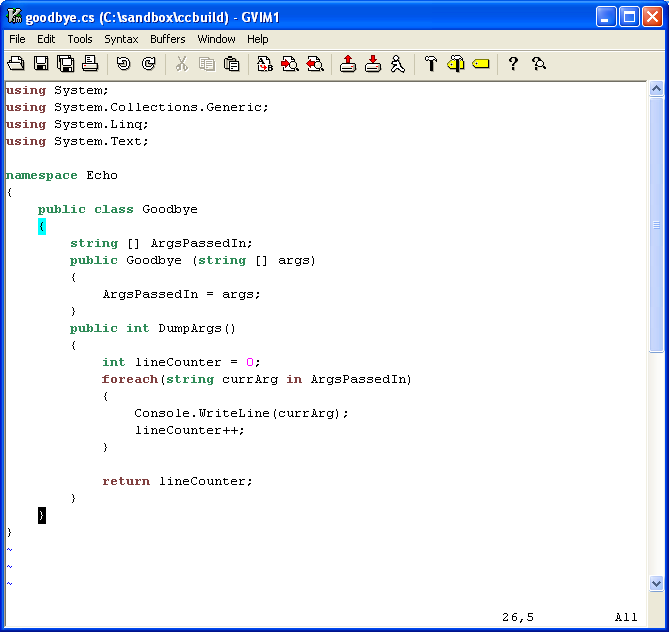 goodbye.cs (C:\sandbox\ccbuild) - GVIM1
File Edit Tools Syntax Buffers Window Help
using System;
using System.Collections.Generic;
using System.Linq;
using System.Text;
namespace Echo
{
    public class Goodbye
    {
        string [] ArgsPassedIn;
        public Goodbye (string [] args)
        {
            ArgsPassedIn = args;
        }
        public int DumpArgs()
        {
            int lineCounter = 0;
            foreach(string currArg in ArgsPassedIn)
            {
                Console.WriteLine(currArg);
                lineCounter++;
            }
            return lineCounter;
        }
    }
}
~
~
~
26,5 All